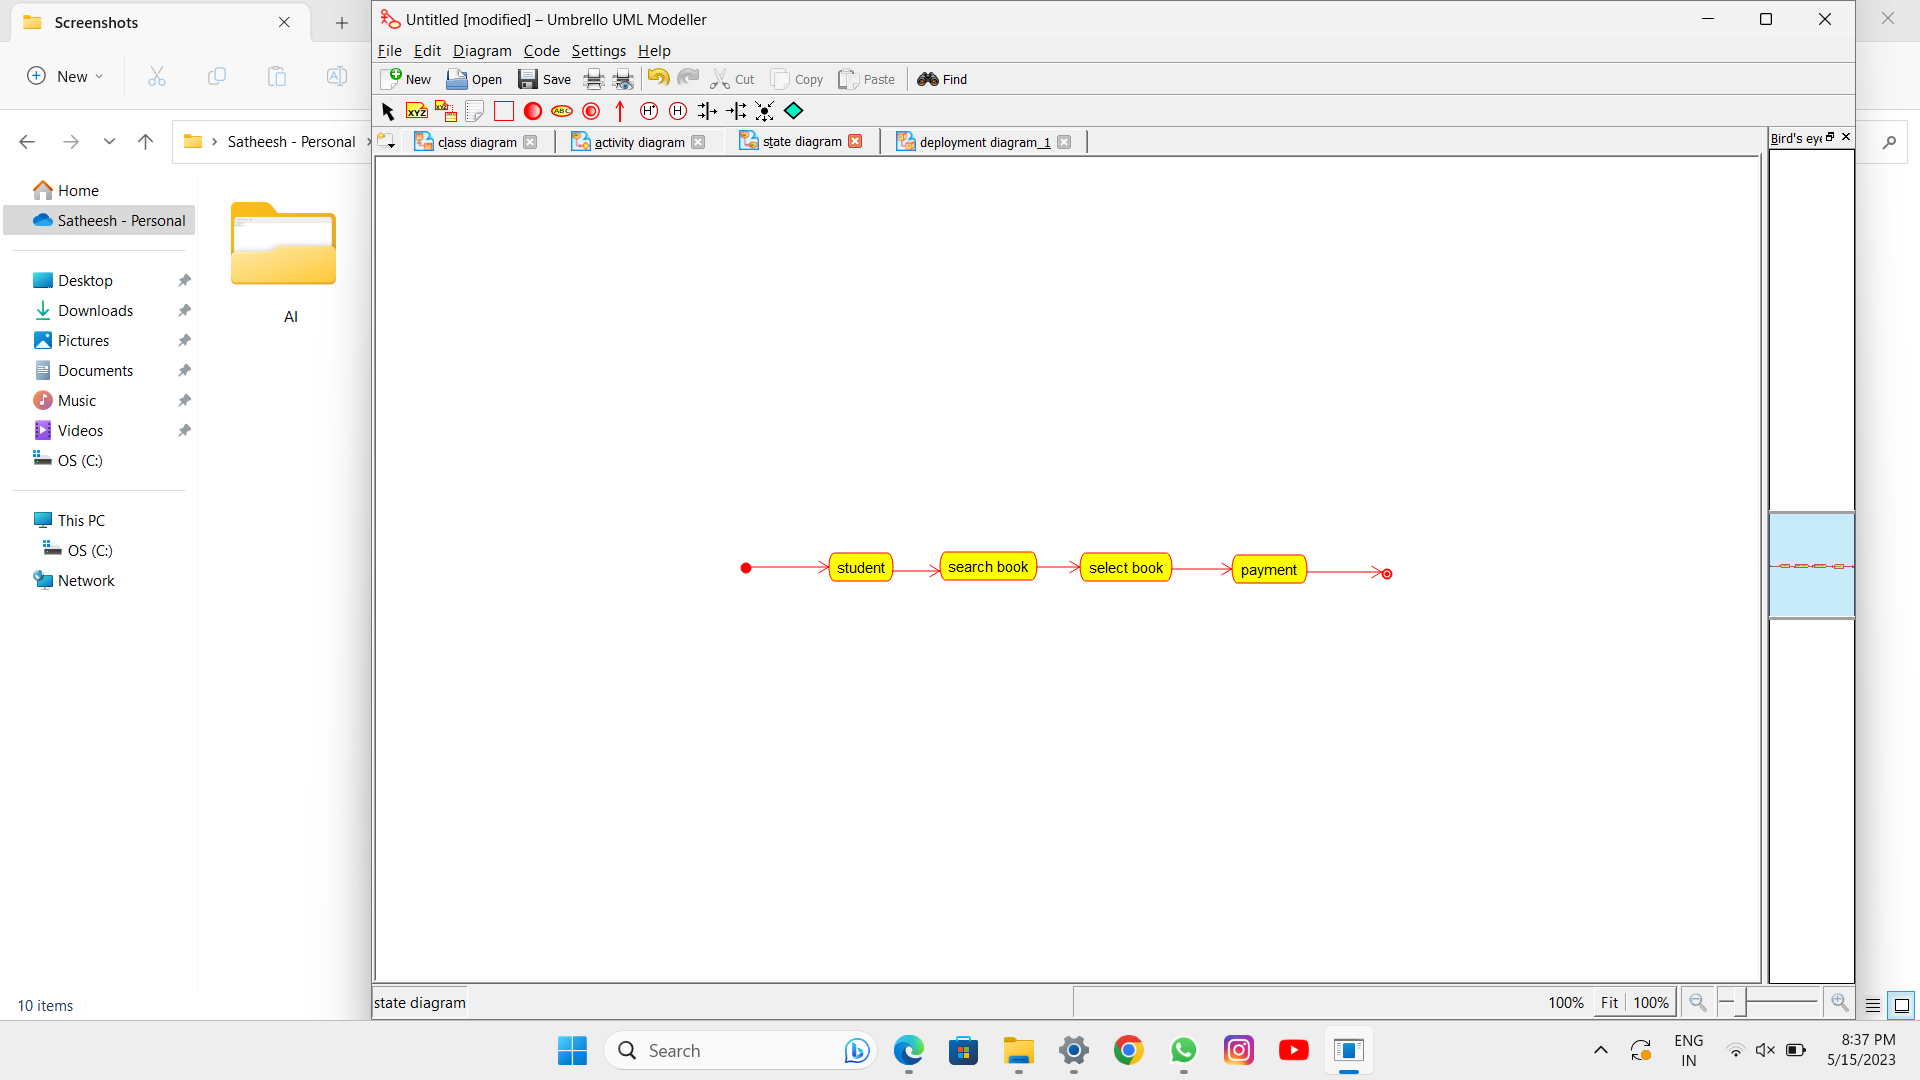 Screenshots
Untitled [modified] – Umbrello UML Modeller
File Edit Diagram Code Settings Help
New
New Open Save Cut Copy Paste Find
XYZ XYZ ABC H* H
Satheesh - Personal
class diagram activity diagram state diagram deployment diagram_1
Bird's eye
Home
Satheesh - Personal
Desktop
Downloads
Pictures
Documents
Music
Videos
OS (C:)
This PC
OS (C:)
Network
AI
student search book select book payment
10 items
state diagram
100% Fit 100%
Search
ENG
IN
8:37 PM
5/15/2023